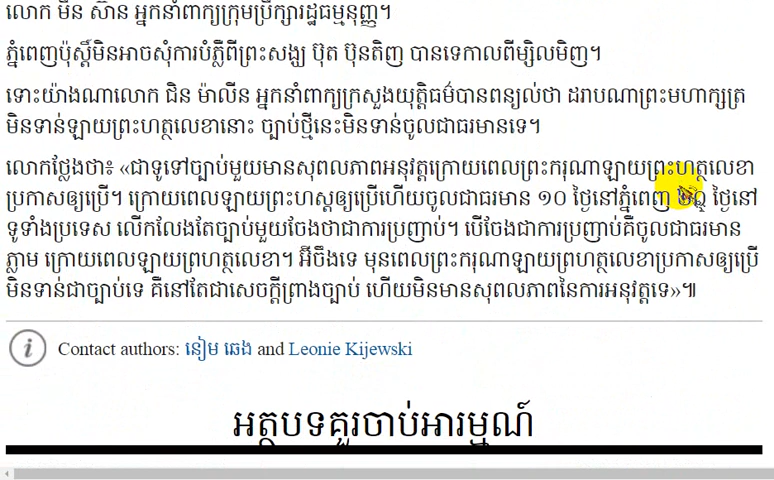 លោក មីន ស៊ាន អ្នកនាំពាក្យក្រុមប្រឹក្សារដ្ឋធម្មនុញ្ញ។
ភ្នំពេញប៉ុស្តិ៍មិនអាចសុំការបំភ្លឺពីព្រះសង្ឃ ប៊ុត ប៊ុនតិញ បានទេកាលពីម្សិលមិញ។
ទោះយ៉ាងណាលោក ជិន ម៉ាលីន អ្នកនាំពាក្យក្រសួងយុត្តិធម៌បានពន្យល់ថា ដរាបណាព្រះមហាក្សត្រ
មិនទាន់ឡាយព្រះហត្ថលេខានោះ ច្បាប់ថ្មីនេះមិនទាន់ចូលជាធរមានទេ។
លោកថ្លែងថា៖ «ជាទូទៅច្បាប់មួយមានសុពលភាពអនុវត្តក្រោយពេលព្រះករុណាឡាយព្រះហត្ថលេខា
ប្រកាសឲ្យប្រើ។ ក្រោយពេលឡាយព្រះហស្តឲ្យប្រើហើយចូលជាធរមាន ១០ ថ្ងៃនៅភ្នំពេញ ថ្ងៃនៅ
ទូទាំងប្រទេស លើកលែងតែច្បាប់មួយចែងថាជាការប្រញាប់។ បើចែងជាការប្រញាប់គឺចូលជាធរមាន
ភ្លាម ក្រោយពេលឡាយព្រហត្ថលេខា។ អ៊ីចឹងទេ មុនពេលព្រះករុណាឡាយព្រហត្ថលេខាប្រកាសឲ្យប្រើ
មិនទាន់ជាច្បាប់ទេ គឺនៅតែជាសេចក្តីព្រាងច្បាប់ ហើយមិនមានសុពលភាពនៃការអនុវត្តទេ»៕
Contact authors: នៀម ឆេង and Leonie Kijewski
អត្ថបទគួរចាប់អារម្មណ៍